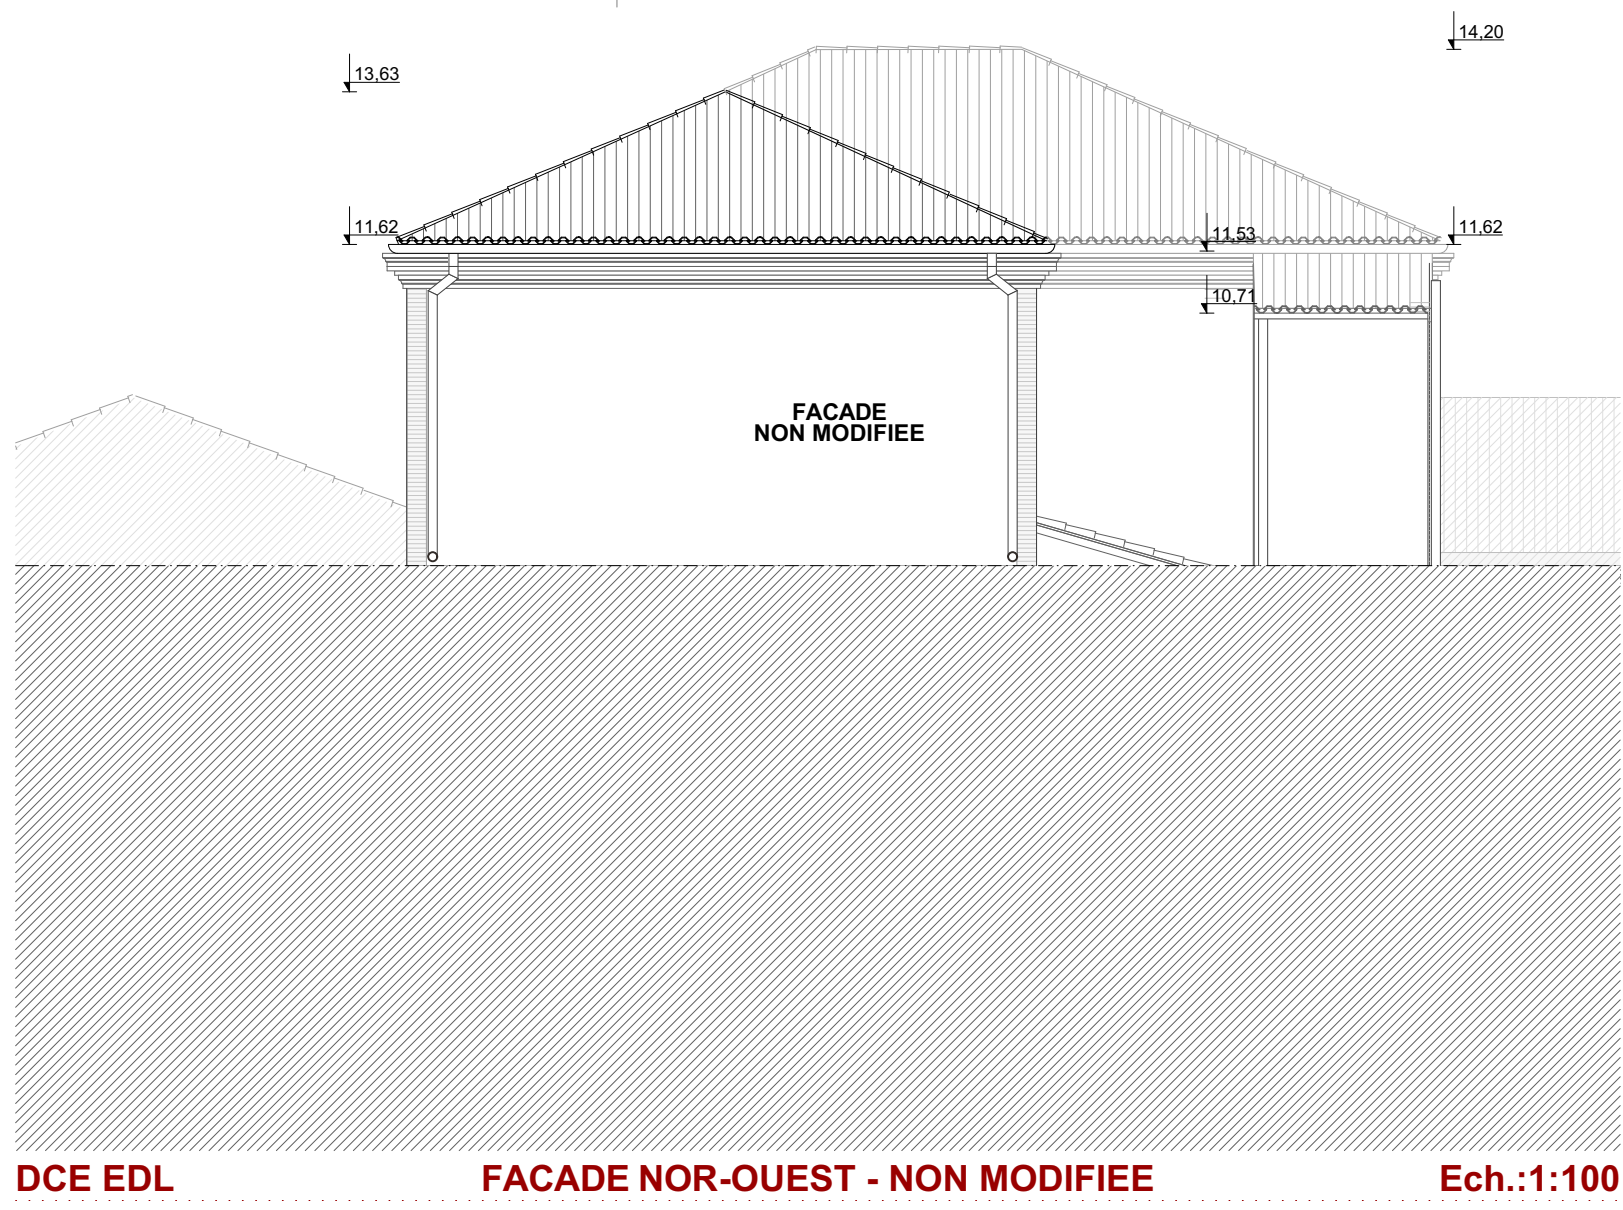 14,20
13,63
11,62
11,53
11,62
10,71
FACADE
NON MODIFIEE
DCE EDL
FACADE NOR-OUEST - NON MODIFIEE
Ech.:1:100